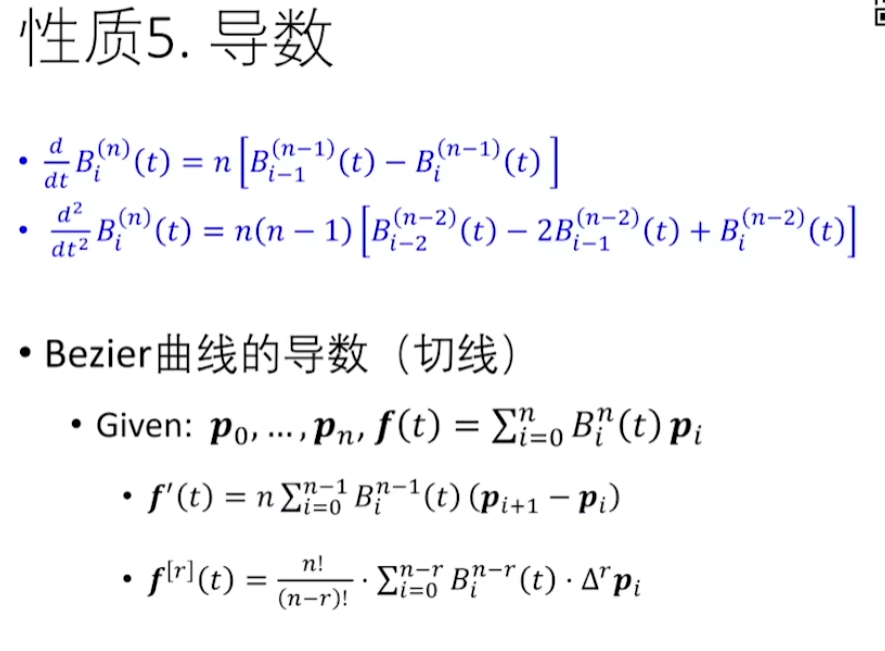 性质5. 导数
• $\frac{d}{dt}B_i^{(n)}(t) = n\left[B_{i-1}^{(n-1)}(t) - B_i^{(n-1)}(t)\right]$
• $\frac{d^2}{dt^2}B_i^{(n)}(t) = n(n-1)\left[B_{i-2}^{(n-2)}(t) - 2B_{i-1}^{(n-2)}(t) + B_i^{(n-2)}(t)\right]$
• Bezier曲线的导数（切线）
• Given: $\boldsymbol{p}_0, \ldots, \boldsymbol{p}_n, \boldsymbol{f}(t) = \sum_{i=0}^{n} B_i^n(t)\,\boldsymbol{p}_i$
• $\boldsymbol{f}'(t) = n\sum_{i=0}^{n-1} B_i^{n-1}(t)\,(\boldsymbol{p}_{i+1} - \boldsymbol{p}_i)$
• $\boldsymbol{f}^{[r]}(t) = \frac{n!}{(n-r)!} \cdot \sum_{i=0}^{n-r} B_i^{n-r}(t) \cdot \Delta^r \boldsymbol{p}_i$